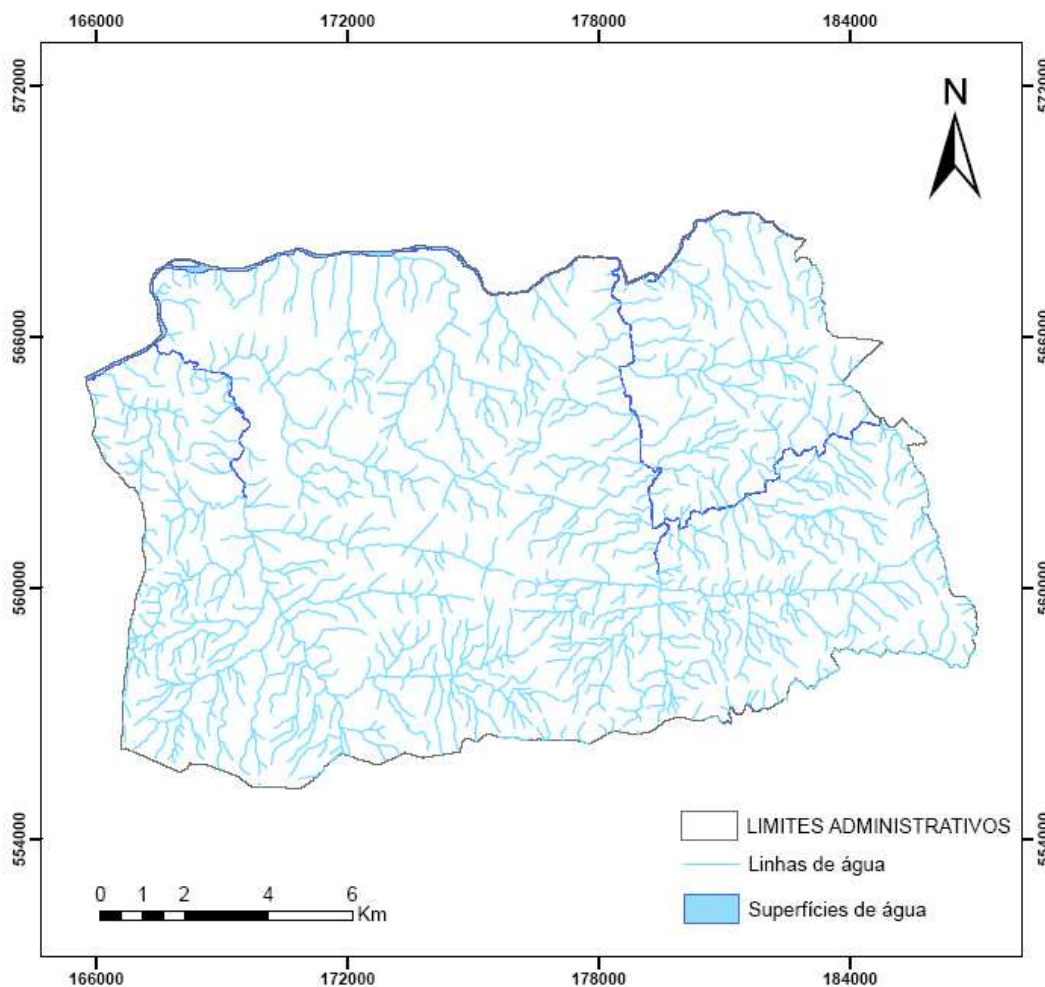 166000 172000 178000 184000
572000 572000
N
566000 566000
560000 560000
LIMITES ADMINISTRATIVOS
554000 554000
Linhas de água
0 1 2 4 6
Km
Superfícies de água
166000 172000 178000 184000